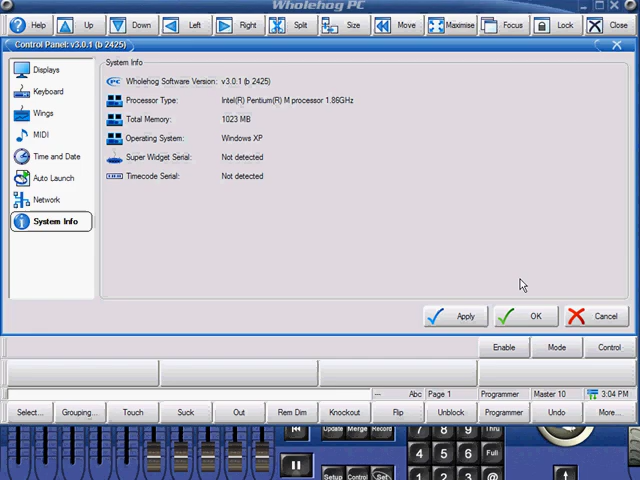 Wholehog PC
Help Up Down Left Right Split Size Move Maximise Focus Lock Close
Control Panel: v3.0.1 (b 2425)
Displays
Keyboard
Wings
MIDI
Time and Date
Auto Launch
Network
System Info
System Info
Wholehog Software Version: v3.0.1 (b 2425)
Processor Type: Intel(R) Pentium(R) M processor 1.86GHz
Total Memory: 1023 MB
Operating System: Windows XP
Super Widget Serial: Not detected
Timecode Serial: Not detected
Apply OK Cancel
Enable Mode Control
--- Abc Page 1 Programmer Master 10 3:04 PM
Select... Grouping... Touch Suck Out Rem Dim Knockout Flip Unblock Programmer Undo More...
Update Merge Record 7 8 9 Thru
4 5 6 Full
Setup Control Set 1 2 3 @